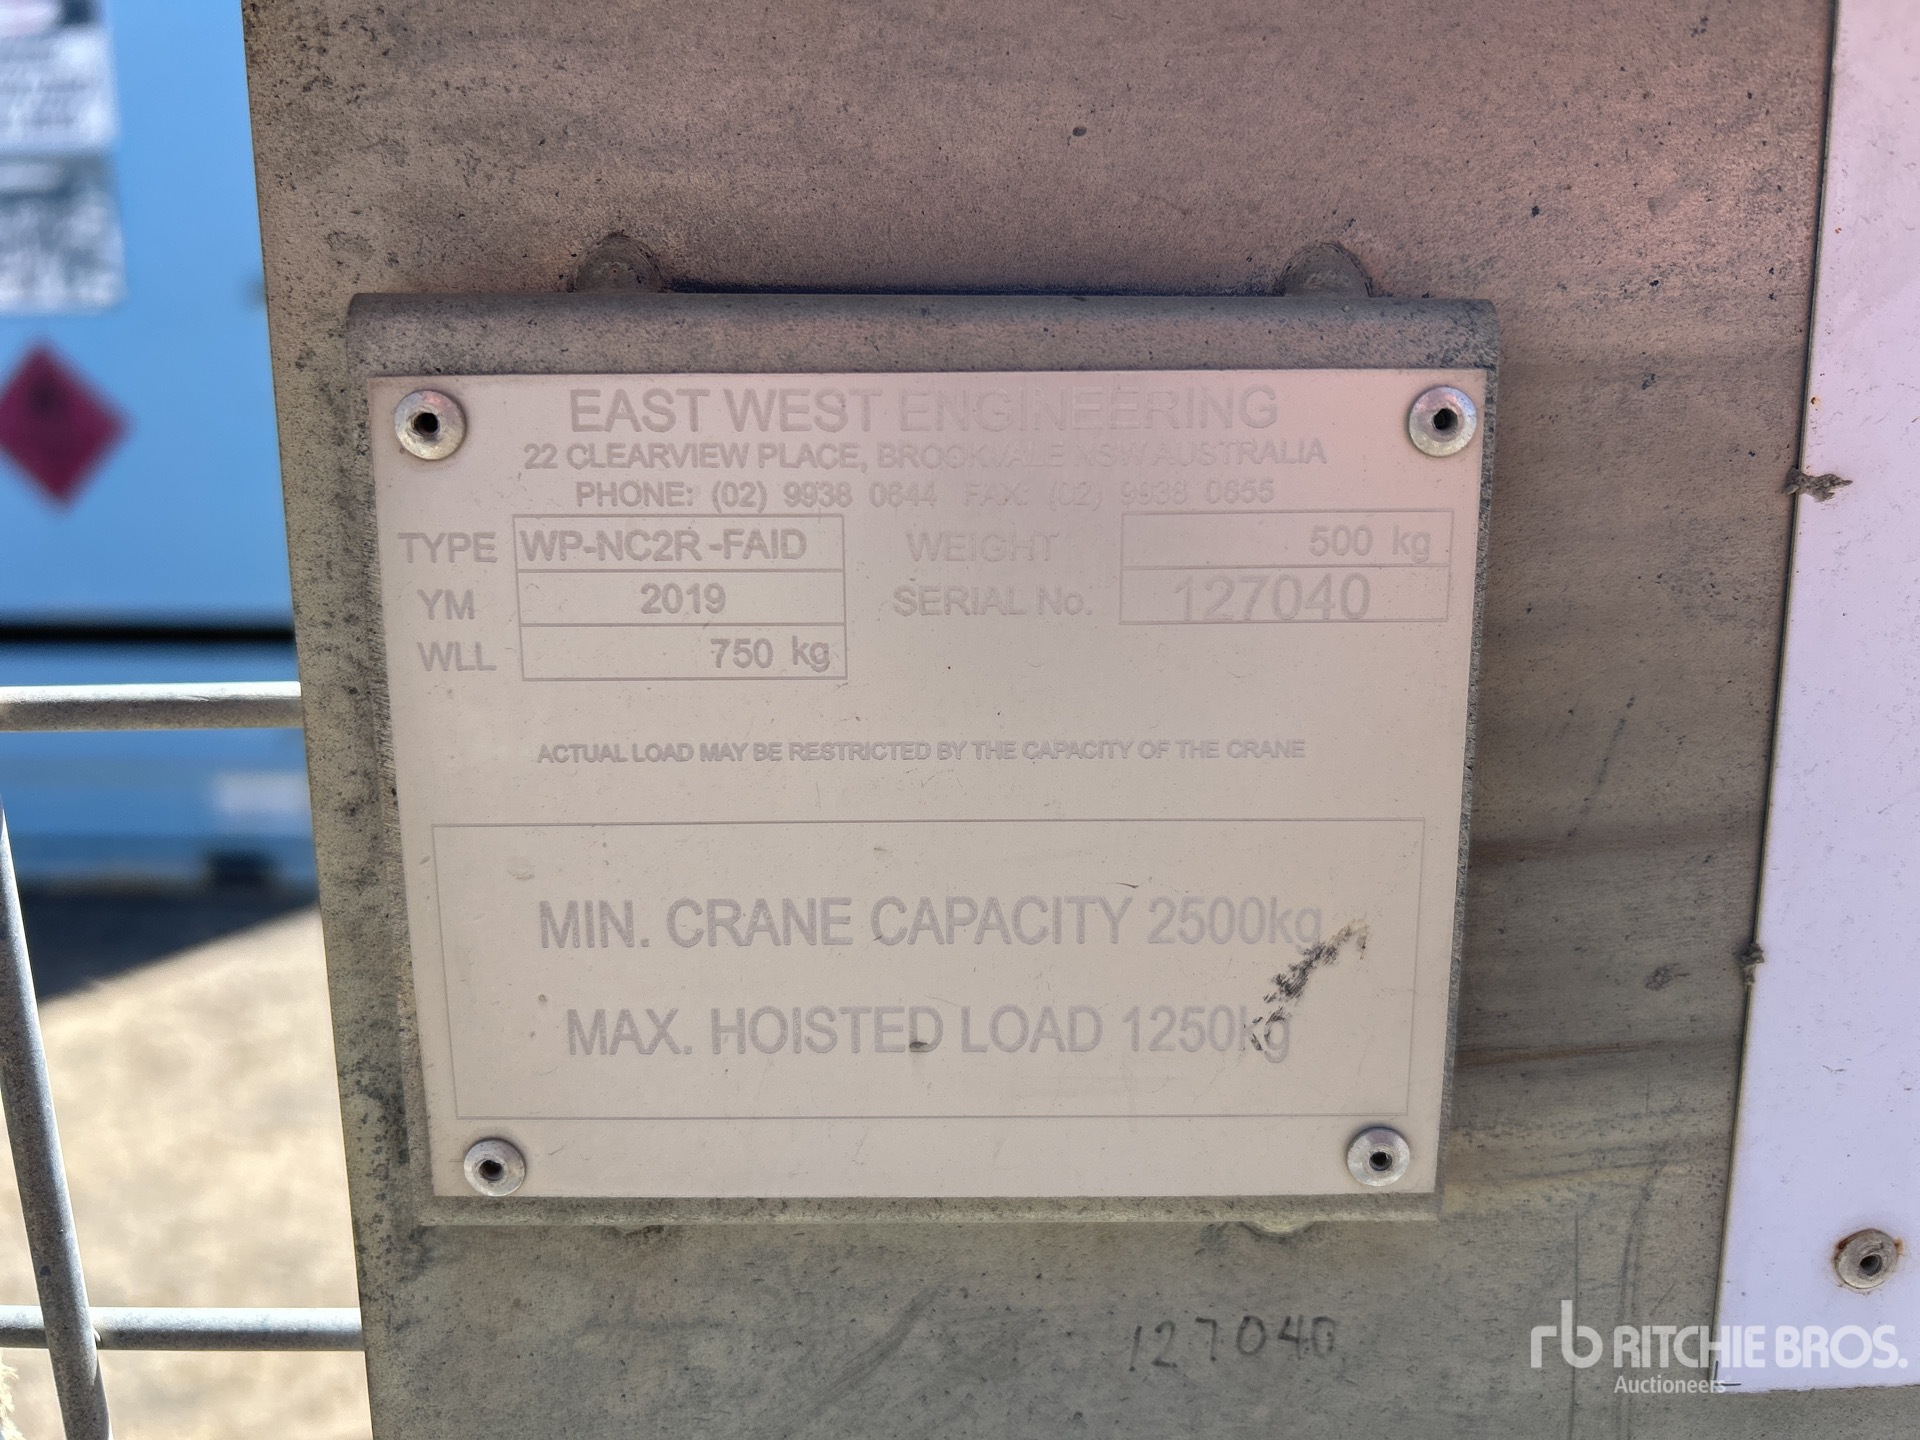 EAST WEST ENGINEERING
22 CLEARVIEW PLACE, BROOKVALE NSW AUSTRALIA
PHONE: (02) 9938 0644 FAX: (02) 9938 0655
TYPE WP-NC2R-FAID WEIGHT 500 kg
YM 2019 SERIAL No. 127040
WLL 750 kg
ACTUAL LOAD MAY BE RESTRICTED BY THE CAPACITY OF THE CRANE
MIN. CRANE CAPACITY 2500kg
MAX. HOISTED LOAD 1250kg
127040
rb RITCHIE BROS.
Auctioneers